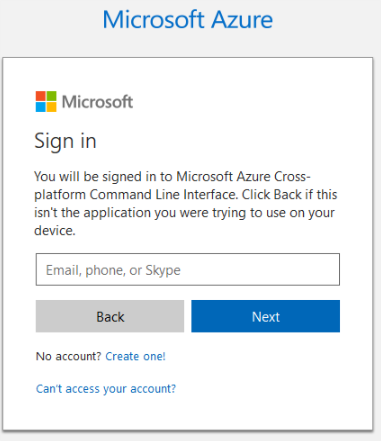 Microsoft Azure
Microsoft
Sign in
You will be signed in to Microsoft Azure Cross-
platform Command Line Interface. Click Back if this
isn't the application you were trying to use on your
device.
Email, phone, or Skype
Back Next
No account? Create one!
Can't access your account?